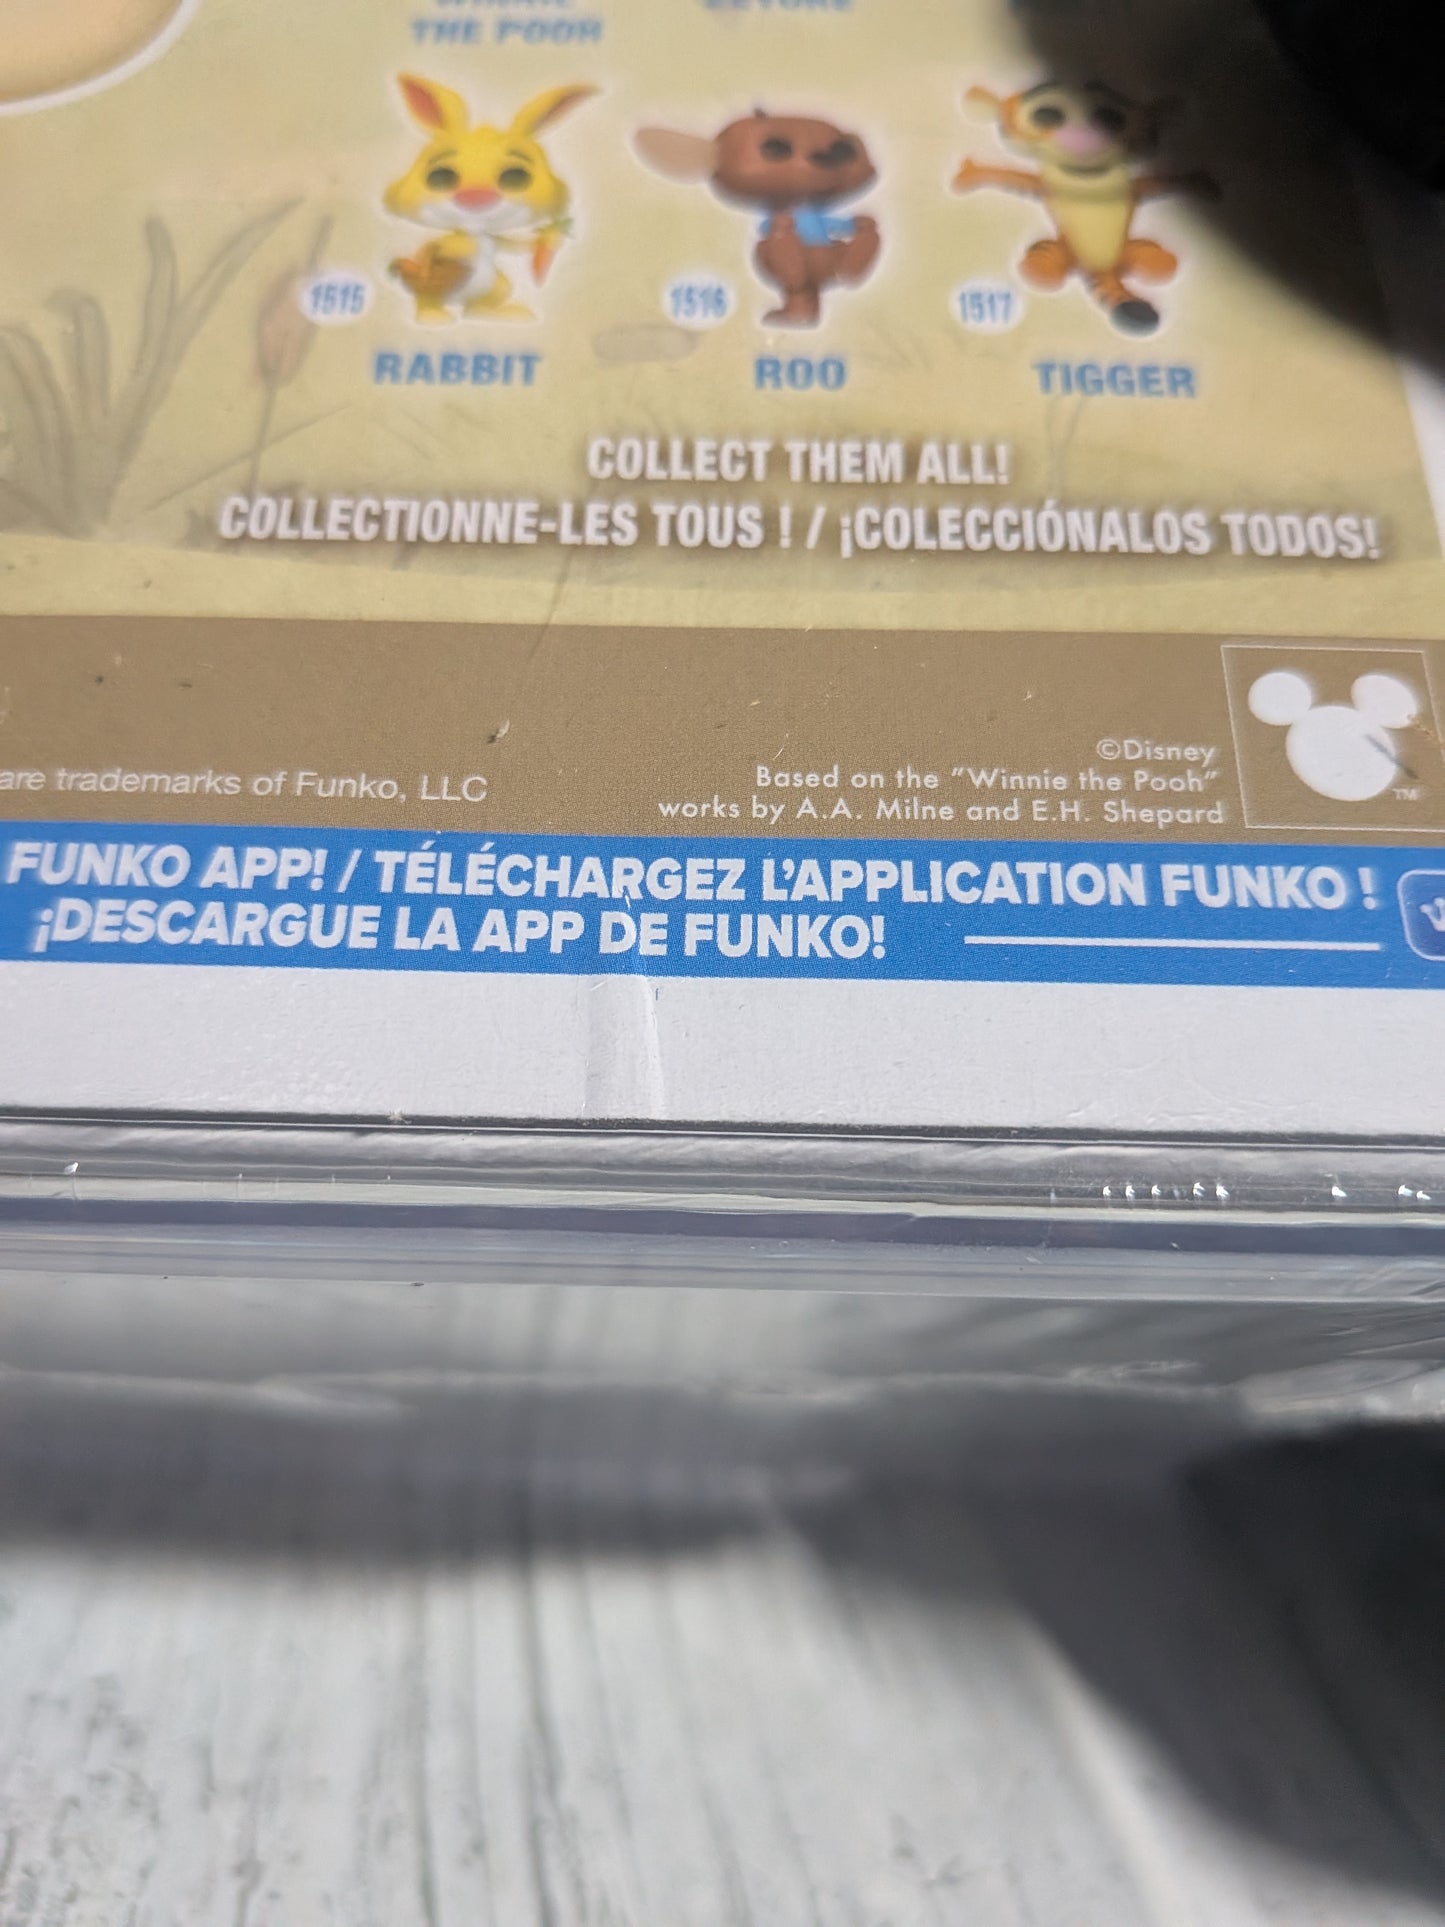 THE POOH
1515
1516
1517
RABBIT
ROO
TIGGER
COLLECT THEM ALL!
COLLECTIONNE-LES TOUS ! / ¡COLECCIÓNALOS TODOS!
are trademarks of Funko, LLC
©Disney
Based on the "Winnie the Pooh"
works by A.A. Milne and E.H. Shepard
TM
FUNKO APP! / TÉLÉCHARGEZ L'APPLICATION FUNKO !
¡DESCARGUE LA APP DE FUNKO!